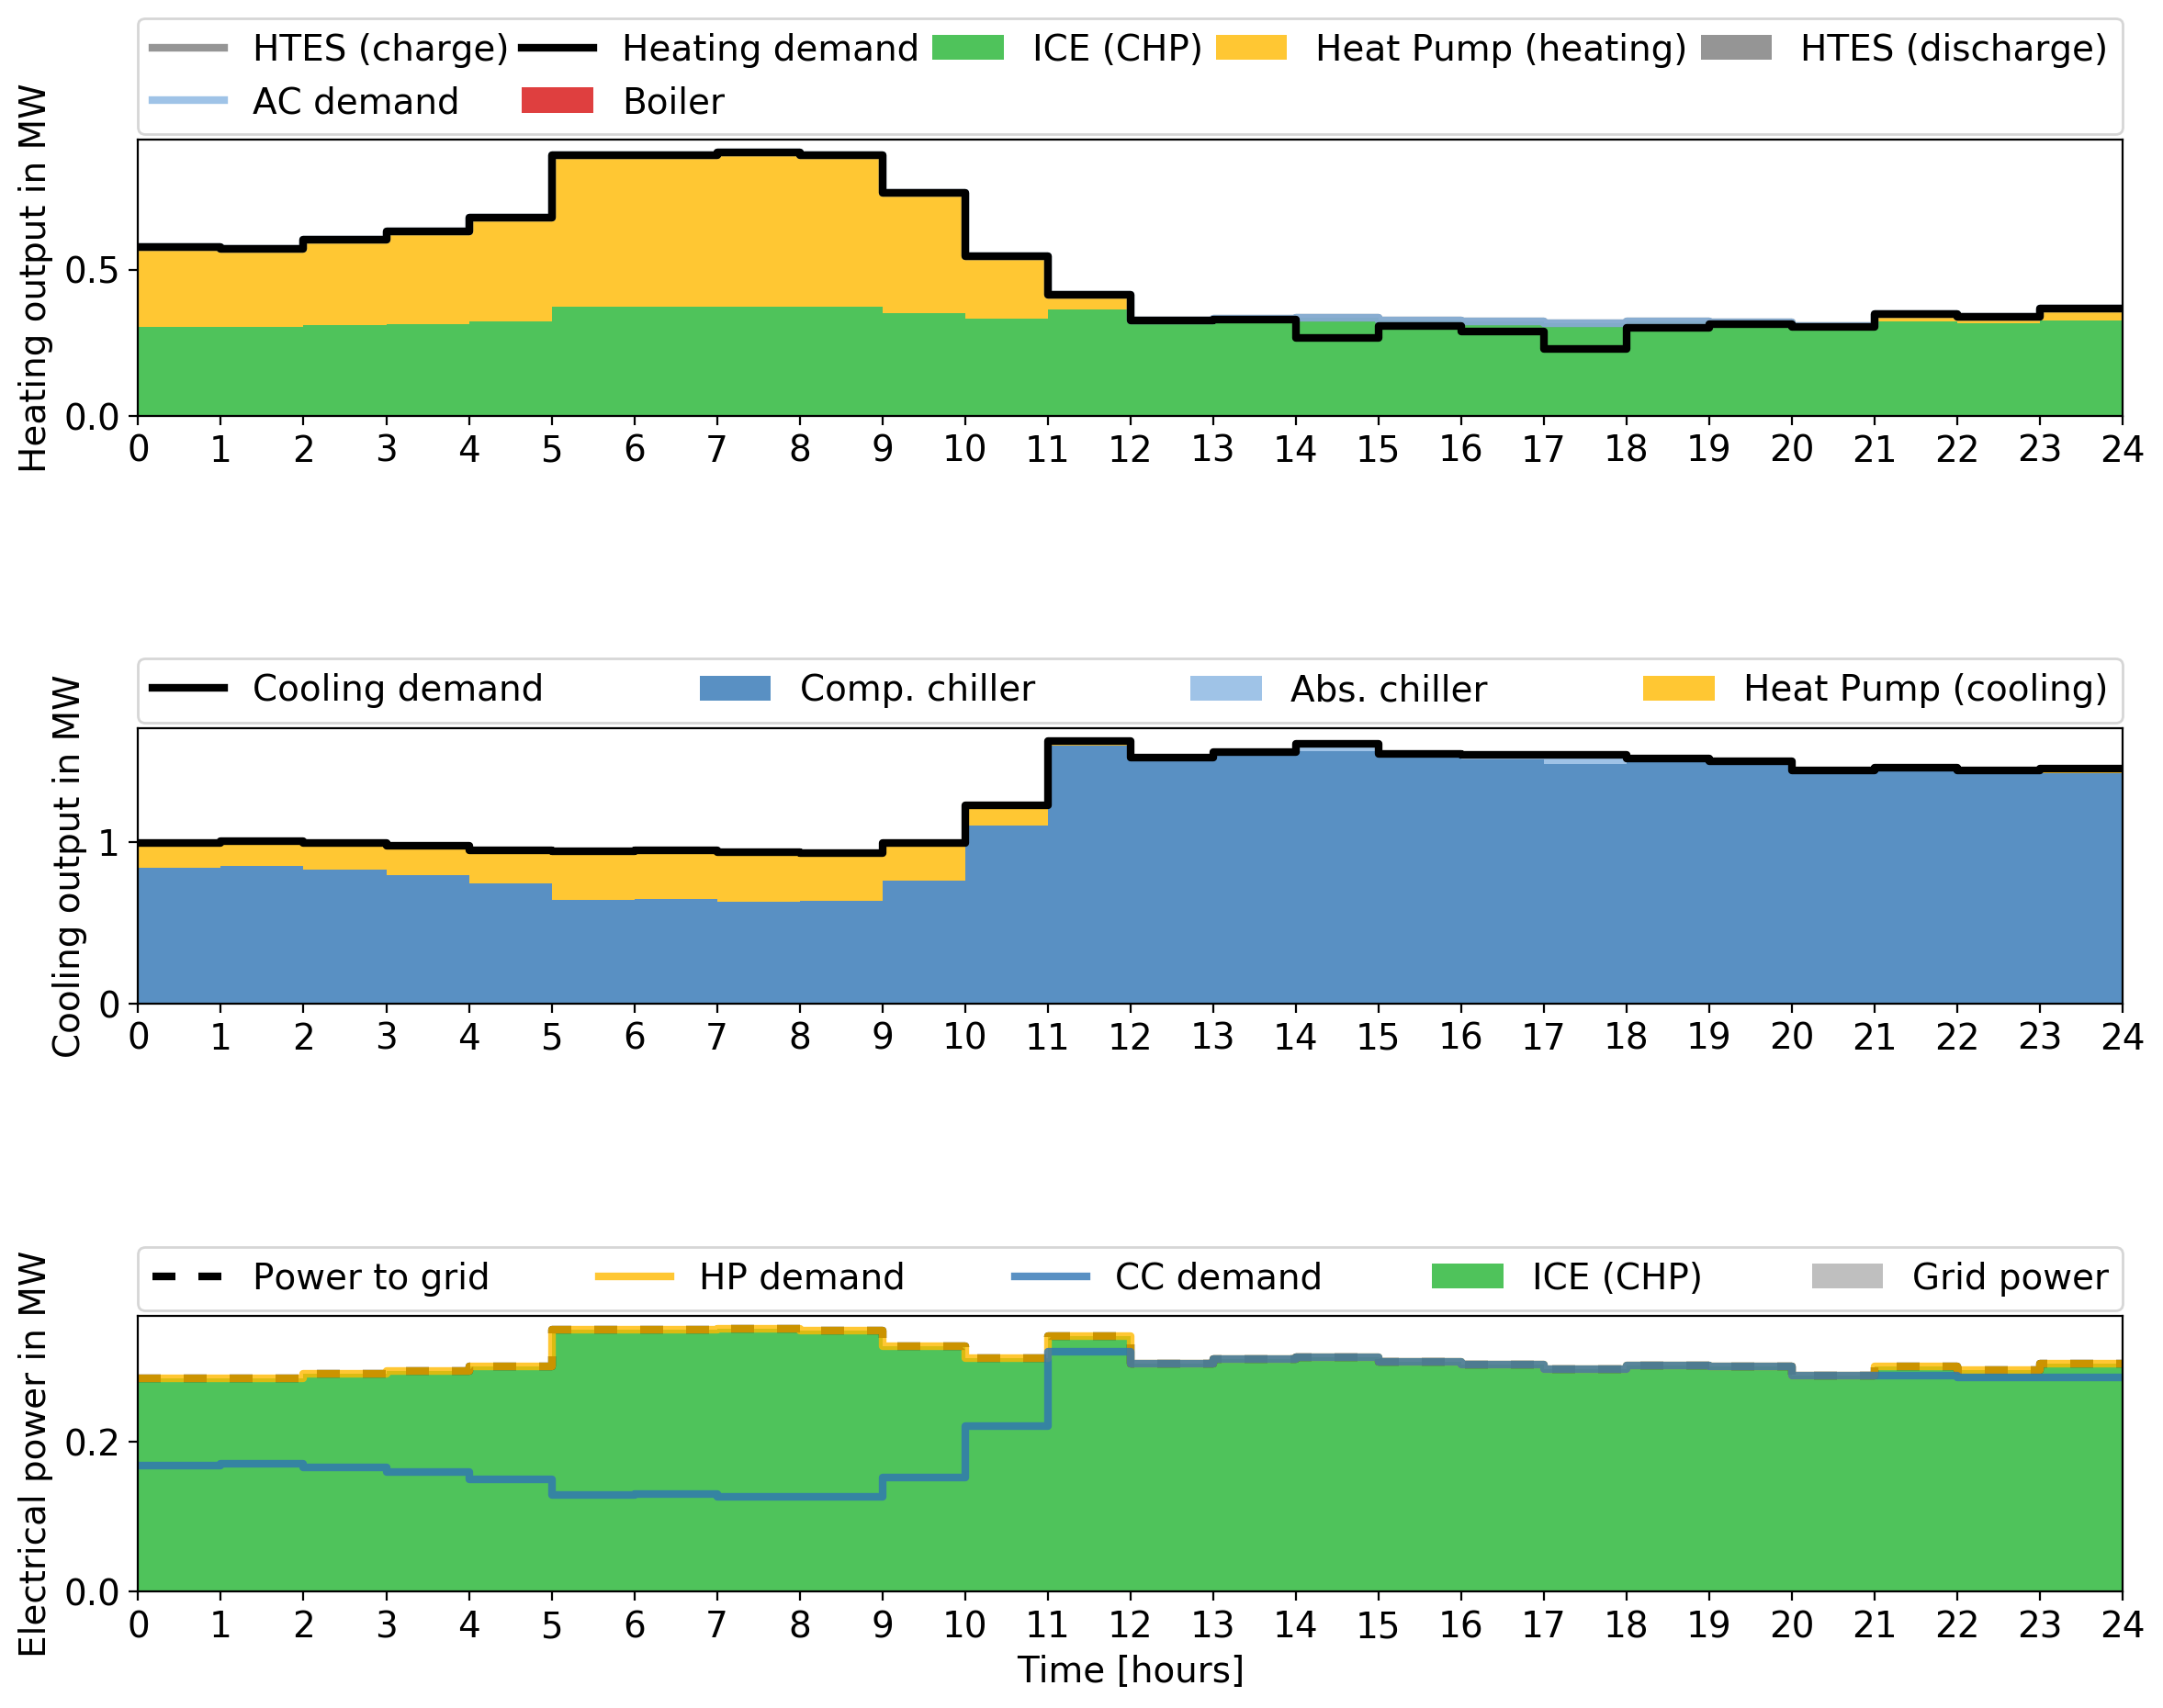 HTES (charge) Heating demand ICE (CHP) Heat Pump (heating) HTES (discharge)
AC demand Boiler
Heating output in MW
0.5
0.0
0 1 2 3 4 5 6 7 8 9 10 11 12 13 14 15 16 17 18 19 20 21 22 23 24
Cooling demand Comp. chiller Abs. chiller Heat Pump (cooling)
Cooling output in MW
1
0
0 1 2 3 4 5 6 7 8 9 10 11 12 13 14 15 16 17 18 19 20 21 22 23 24
Power to grid HP demand CC demand ICE (CHP) Grid power
Electrical power in MW
0.2
0.0
0 1 2 3 4 5 6 7 8 9 10 11 12 13 14 15 16 17 18 19 20 21 22 23 24
Time [hours]